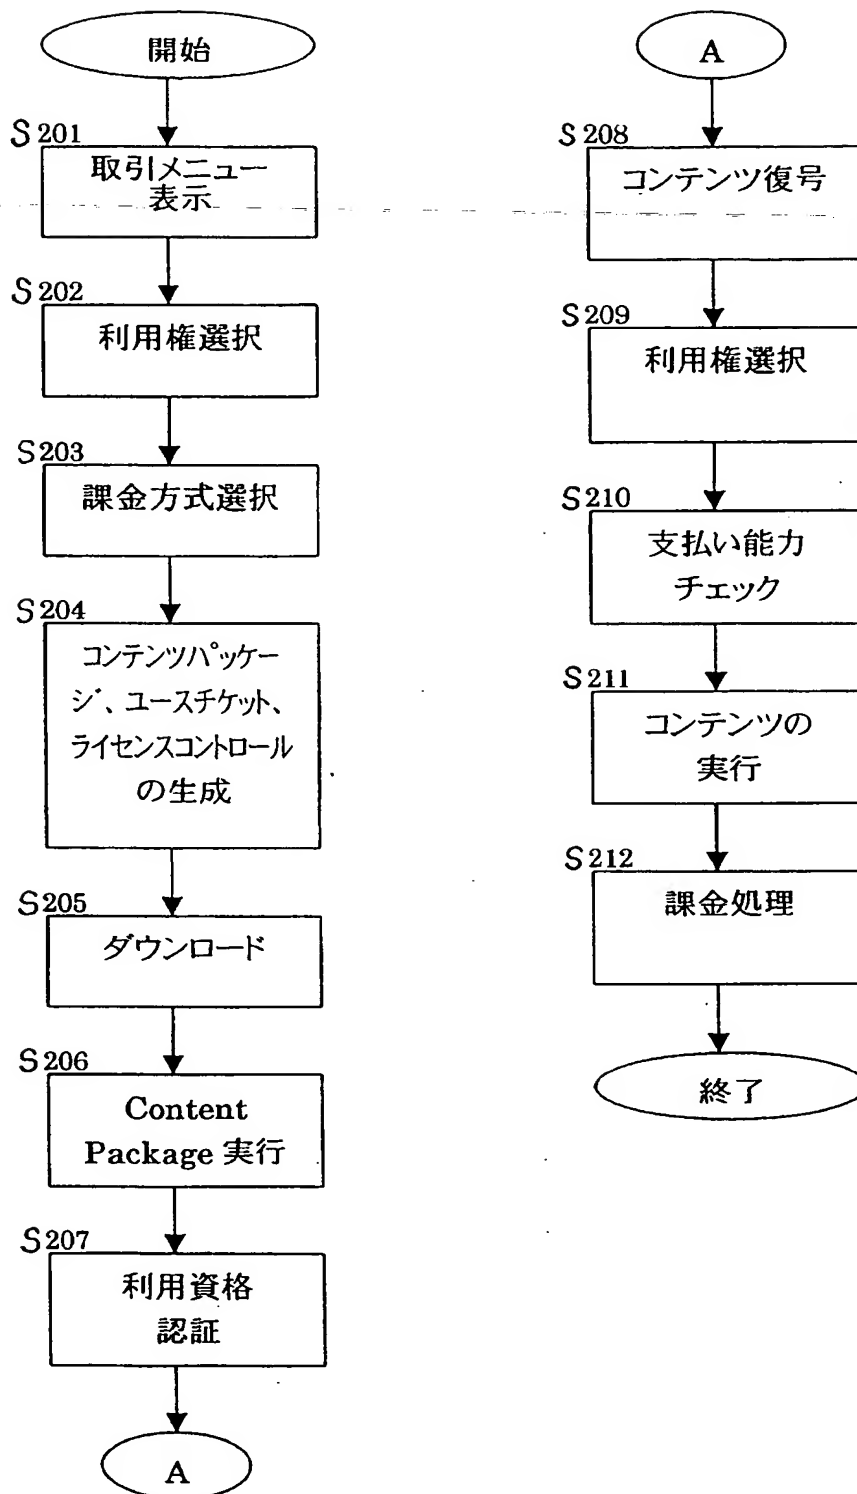 開始
S201
取引メニュー
表示
S202
利用権選択
S203
課金方式選択
S204
コンテンツパッケー
ジ、ユースチケット、
ライセンスコントロール
の生成
S205
ダウンロード
S206
Content
Package 実行
S207
利用資格
認証
A
A
S208
コンテンツ復号
S209
利用権選択
S210
支払い能力
チェック
S211
コンテンツの
実行
S212
課金処理
終了